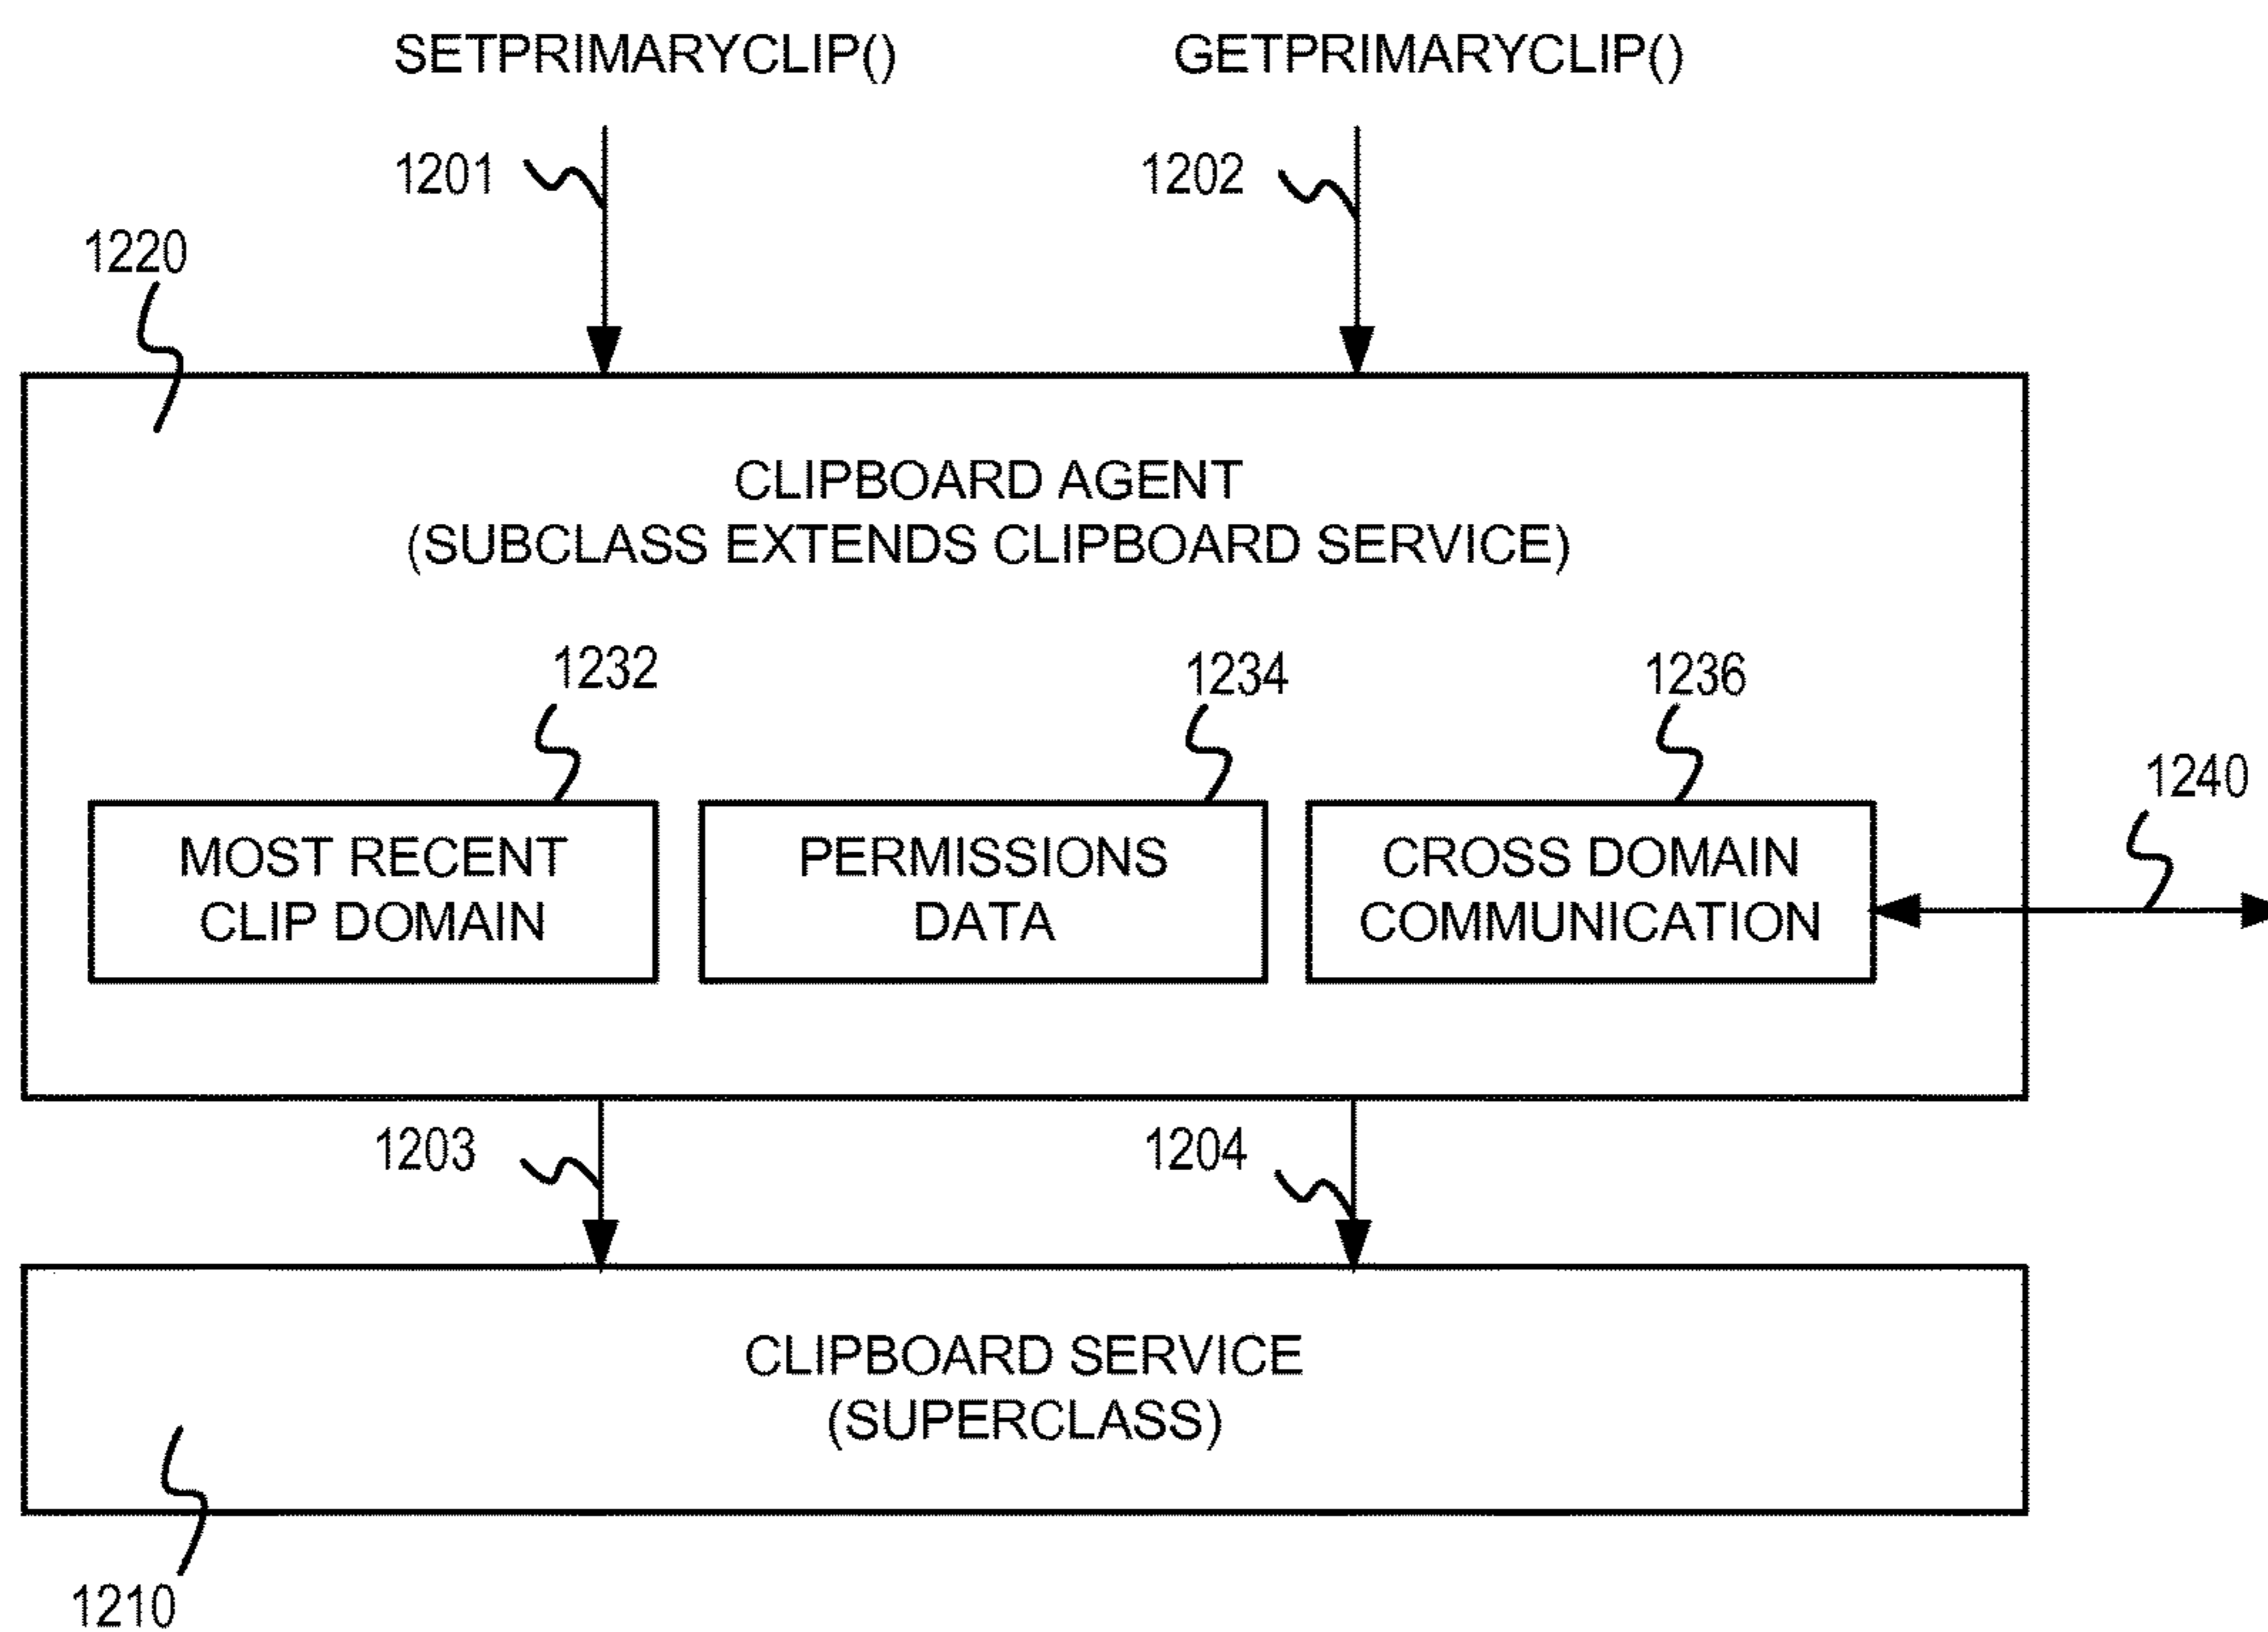 SETPRIMARYCLIP() GETPRIMARYCLIP()
1201 1202
1220
CLIPBOARD AGENT
(SUBCLASS EXTENDS CLIPBOARD SERVICE)
1232 1234 1236
1240
MOST RECENT
CLIP DOMAIN
PERMISSIONS
DATA
CROSS DOMAIN
COMMUNICATION
1203 1204
CLIPBOARD SERVICE
(SUPERCLASS)
1210